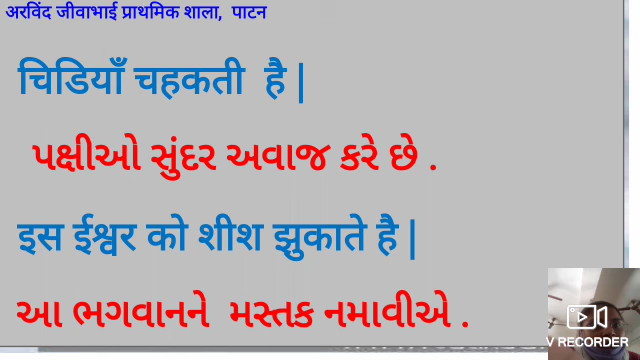 अरविंद जीवाभाई प्राथमिक शाला, पाटन
चिडियाँ चहकती है |
પક્ષીઓ સુંદર અવાજ કરે છે .
इस ईश्वर को शीश झुकाते है |
આ ભગવાનને મસ્તક નમાવીએ .
V RECORDER